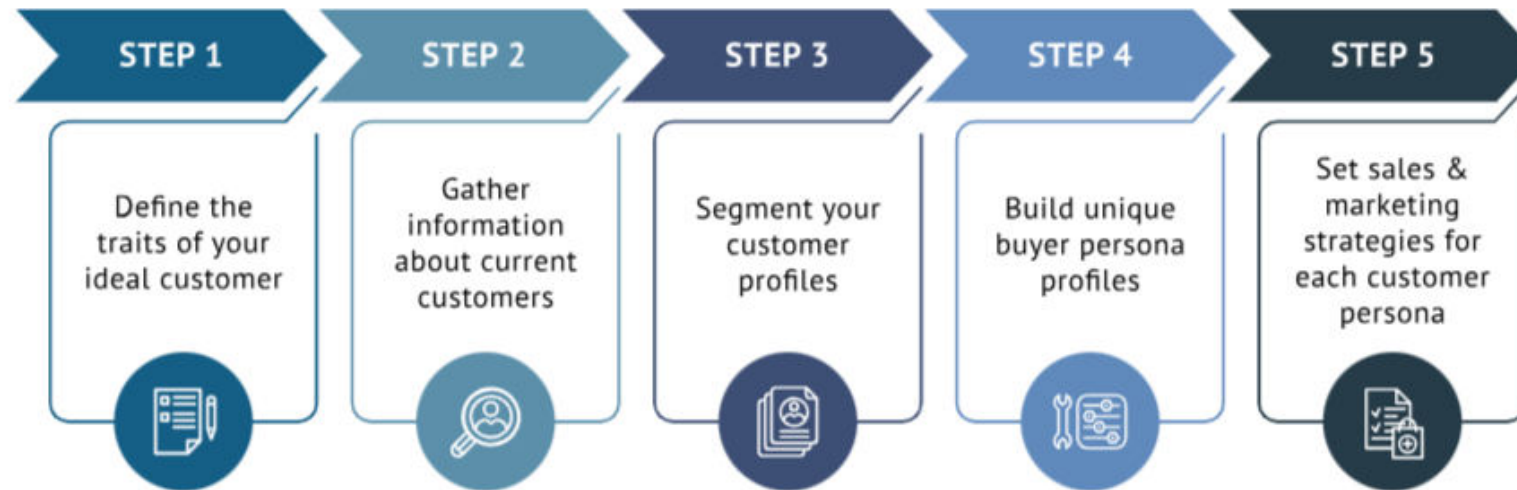 STEP 1
Define the
traits of your
ideal customer
STEP 2
Gather
information
about current
customers
STEP 3
Segment your
customer
profiles
STEP 4
Build unique
buyer persona
profiles
STEP 5
Set sales &
marketing
strategies for
each customer
persona